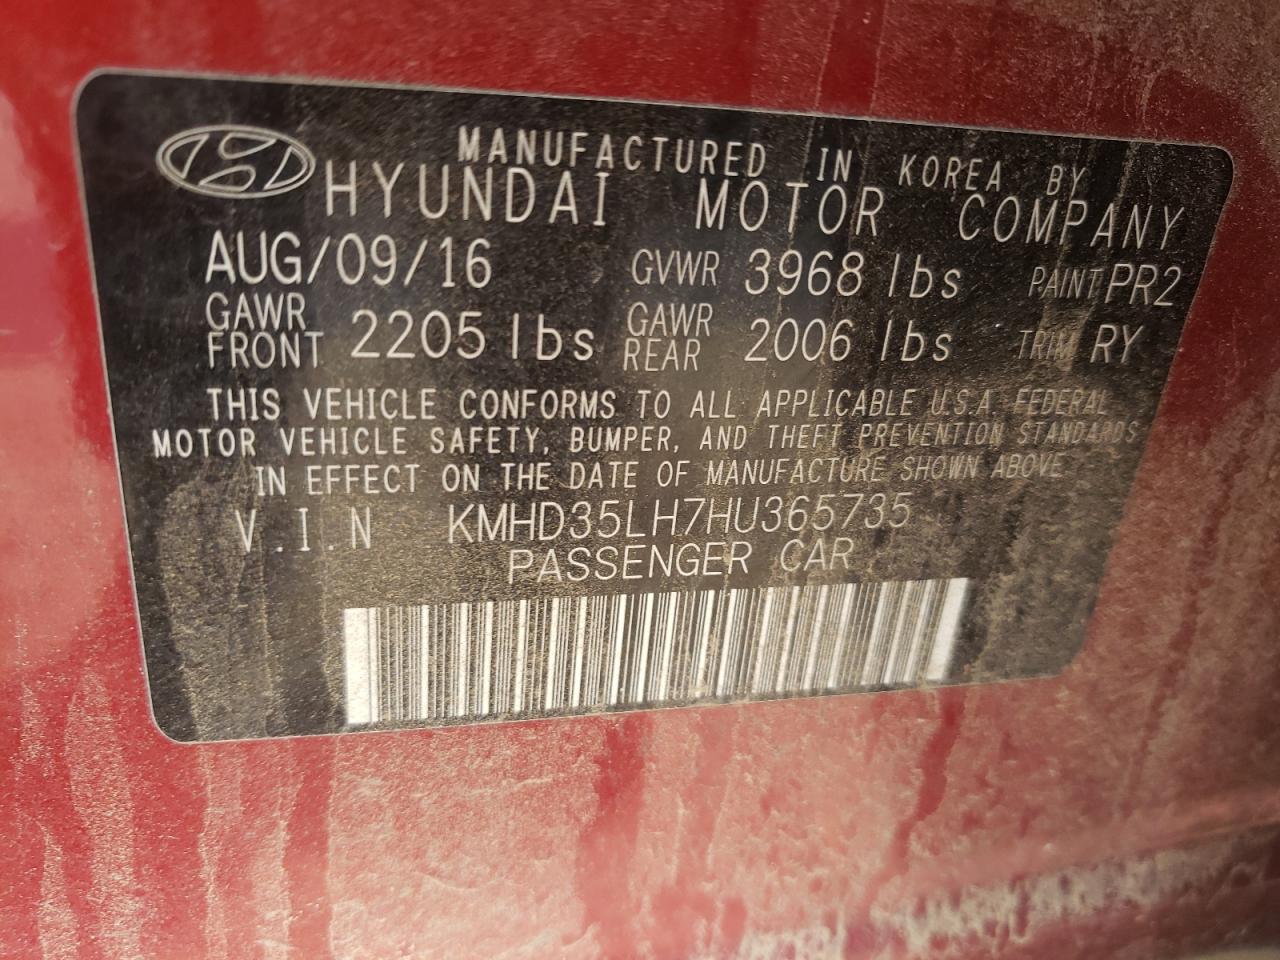 MANUFACTURED IN KOREA BY
HYUNDAI MOTOR COMPANY
AUG/09/16 GVWR 3968 lbs PAINT PR2
GAWR FRONT 2205 lbs GAWR REAR 2006 lbs TRIM RY
THIS VEHICLE CONFORMS TO ALL APPLICABLE U.S.A. FEDERAL
MOTOR VEHICLE SAFETY, BUMPER, AND THEFT PREVENTION STANDARDS
IN EFFECT ON THE DATE OF MANUFACTURE SHOWN ABOVE
V.I.N KMHD35LH7HU365735
PASSENGER CAR